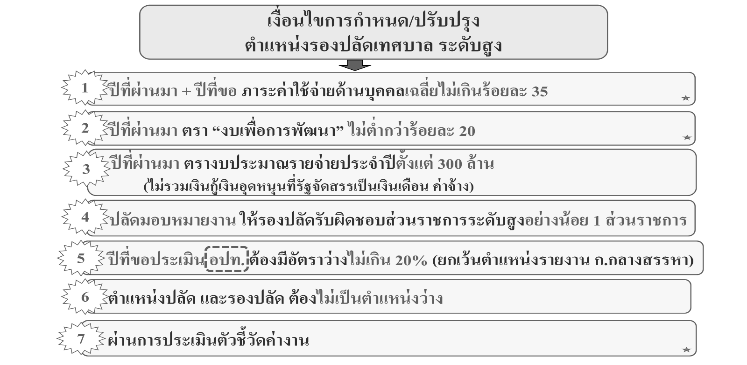 เงื่อนไขการกำหนด/ปรับปรุง
ตำแหน่งรองปลัดเทศบาล ระดับสูง
1 ปีที่ผ่านมา + ปีที่ขอ ภาระค่าใช้จ่ายด้านบุคคลเฉลี่ยไม่เกินร้อยละ 35
2 ปีที่ผ่านมา ตรา “งบเพื่อการพัฒนา” ไม่ต่ำกว่าร้อยละ 20
3 ปีที่ผ่านมา ตรางบประมาณรายจ่ายประจำปีตั้งแต่ 300 ล้าน
(ไม่รวมเงินกู้เงินอุดหนุนที่รัฐจัดสรรเป็นเงินเดือน ค่าจ้าง)
4 ปลัดมอบหมายงาน ให้รองปลัดรับผิดชอบส่วนราชการระดับสูงอย่างน้อย 1 ส่วนราชการ
5 ปีที่ขอประเมิน อปท. ต้องมีอัตราว่างไม่เกิน 20% (ยกเว้นตำแหน่งรายงาน ก.กลางสรรหา)
6 ตำแหน่งปลัด และรองปลัด ต้องไม่เป็นตำแหน่งว่าง
7 ผ่านการประเมินตัวชี้วัดค่างาน